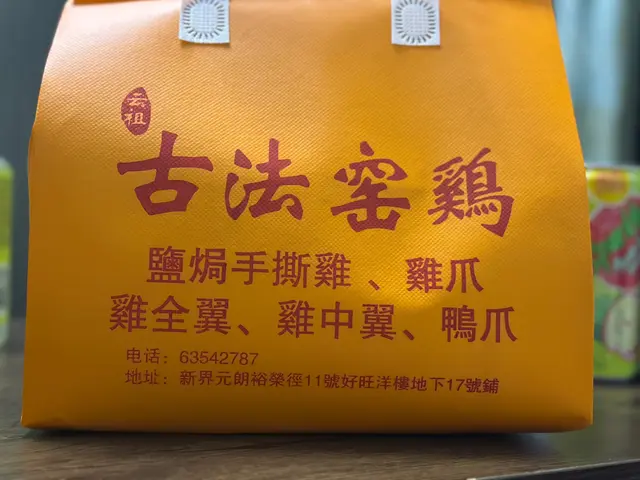 云祖
古法窑鷄
鹽焗手撕雞、雞爪
雞全翼、雞中翼、鴨爪
电话：63542787
地址：新界元朗裕榮徑11號好旺洋樓地下17號鋪